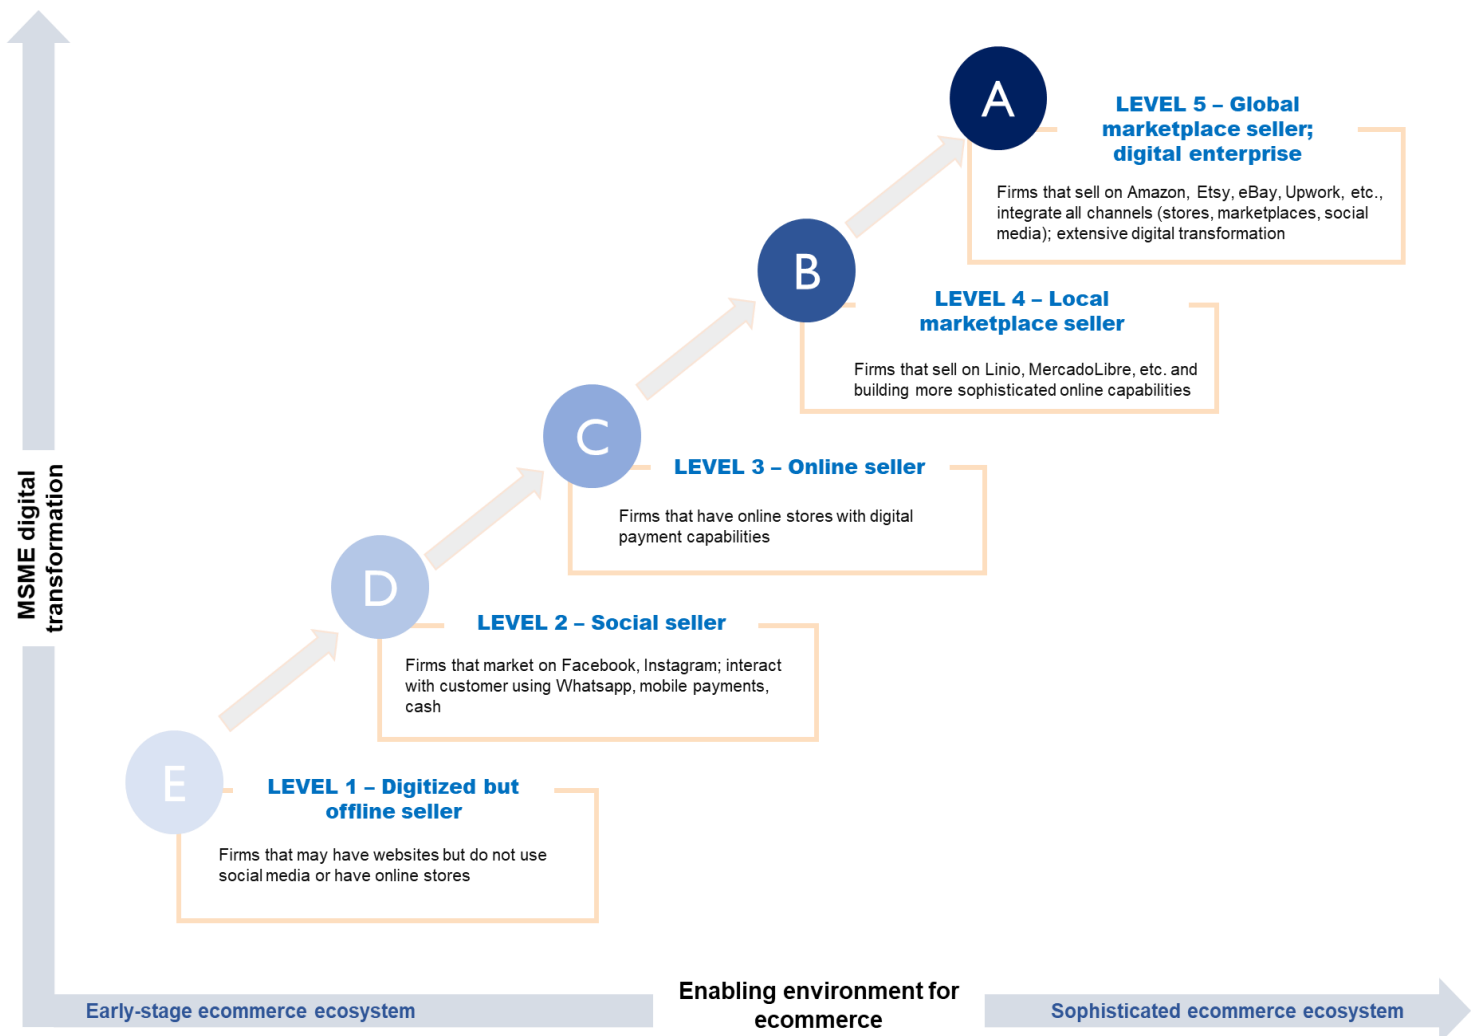 A
LEVEL 5 – Global
marketplace seller;
digital enterprise
Firms that sell on Amazon, Etsy, eBay, Upwork, etc.,
integrate all channels (stores, marketplaces, social
media); extensive digital transformation
B
LEVEL 4 – Local
marketplace seller
Firms that sell on Linio, MercadoLibre, etc. and
building more sophisticated online capabilities
C
LEVEL 3 – Online seller
Firms that have online stores with digital
payment capabilities
D
LEVEL 2 – Social seller
Firms that market on Facebook, Instagram; interact
with customer using Whatsapp, mobile payments,
cash
E
LEVEL 1 – Digitized but
offline seller
Firms that may have websites but do not use
social media or have online stores
MSME digital
transformation
Early-stage ecommerce ecosystem
Enabling environment for
ecommerce
Sophisticated ecommerce ecosystem